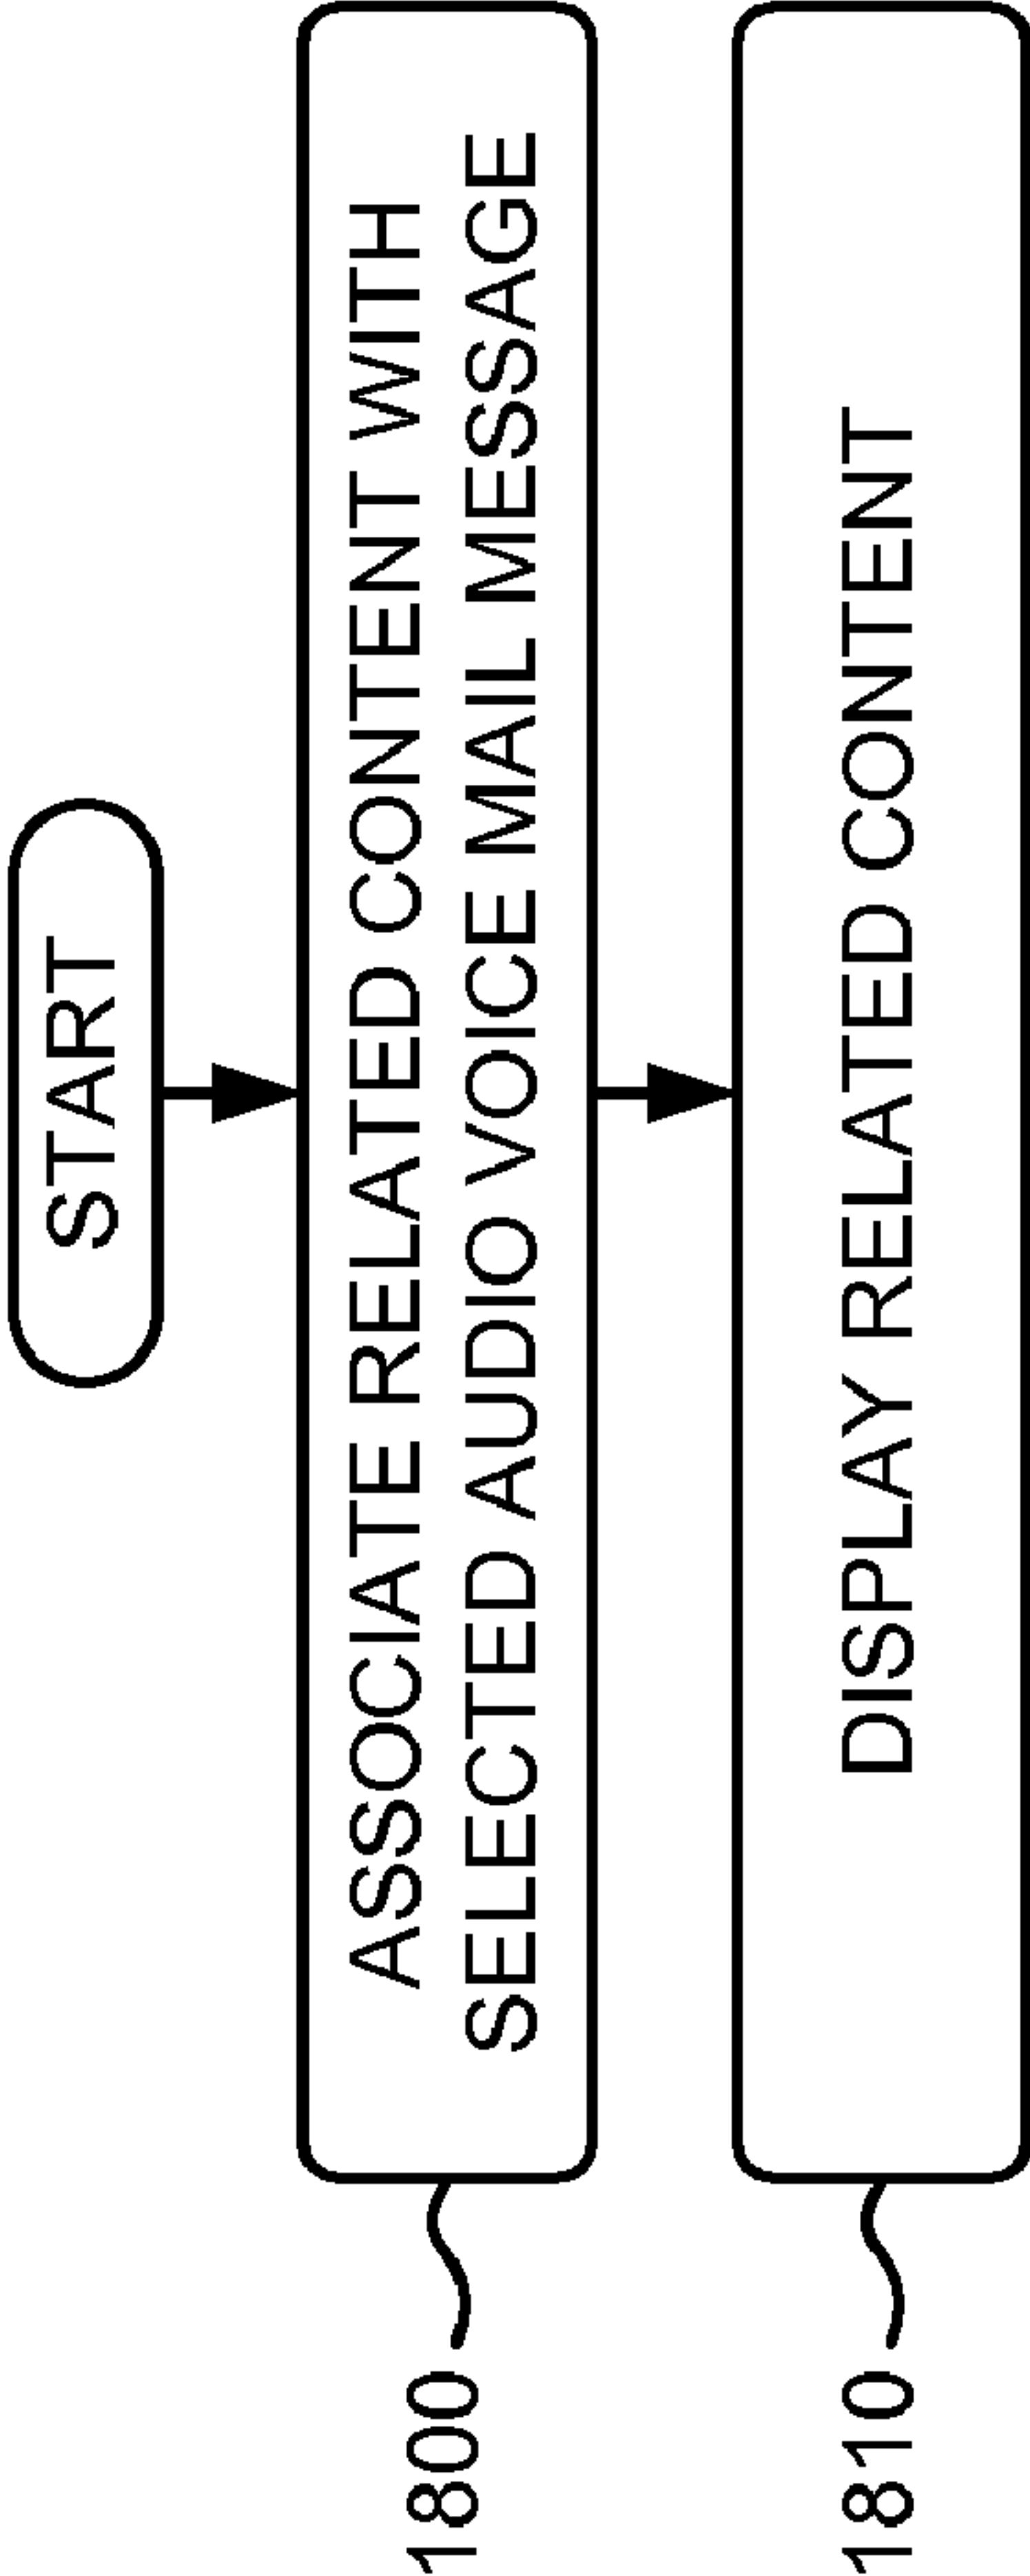 START
1800
ASSOCIATE RELATED CONTENT WITH
SELECTED AUDIO VOICE MAIL MESSAGE
1810
DISPLAY RELATED CONTENT